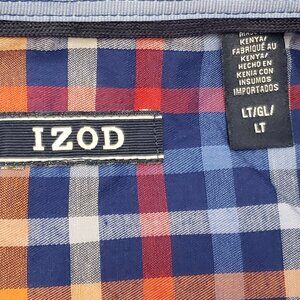 IZOD
KENYA/
FABRIQUÉ AU
KENYA/
HECHO EN
KENIA CON
INSUMOS
IMPORTADOS
LT/GL/
LT